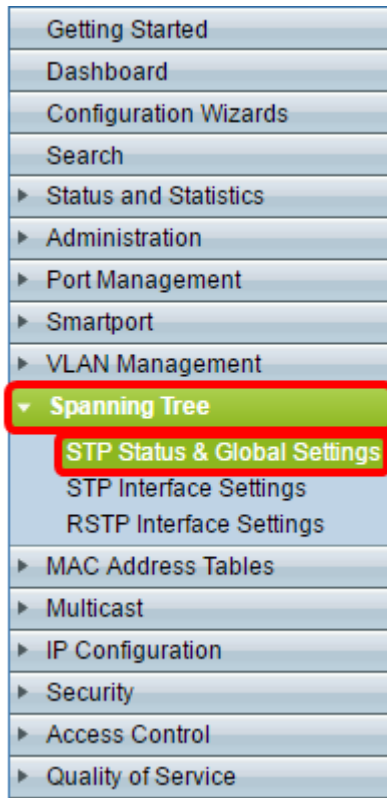 Getting Started
Dashboard
Configuration Wizards
Search
Status and Statistics
Administration
Port Management
Smartport
VLAN Management
Spanning Tree
STP Status & Global Settings
STP Interface Settings
RSTP Interface Settings
MAC Address Tables
Multicast
IP Configuration
Security
Access Control
Quality of Service